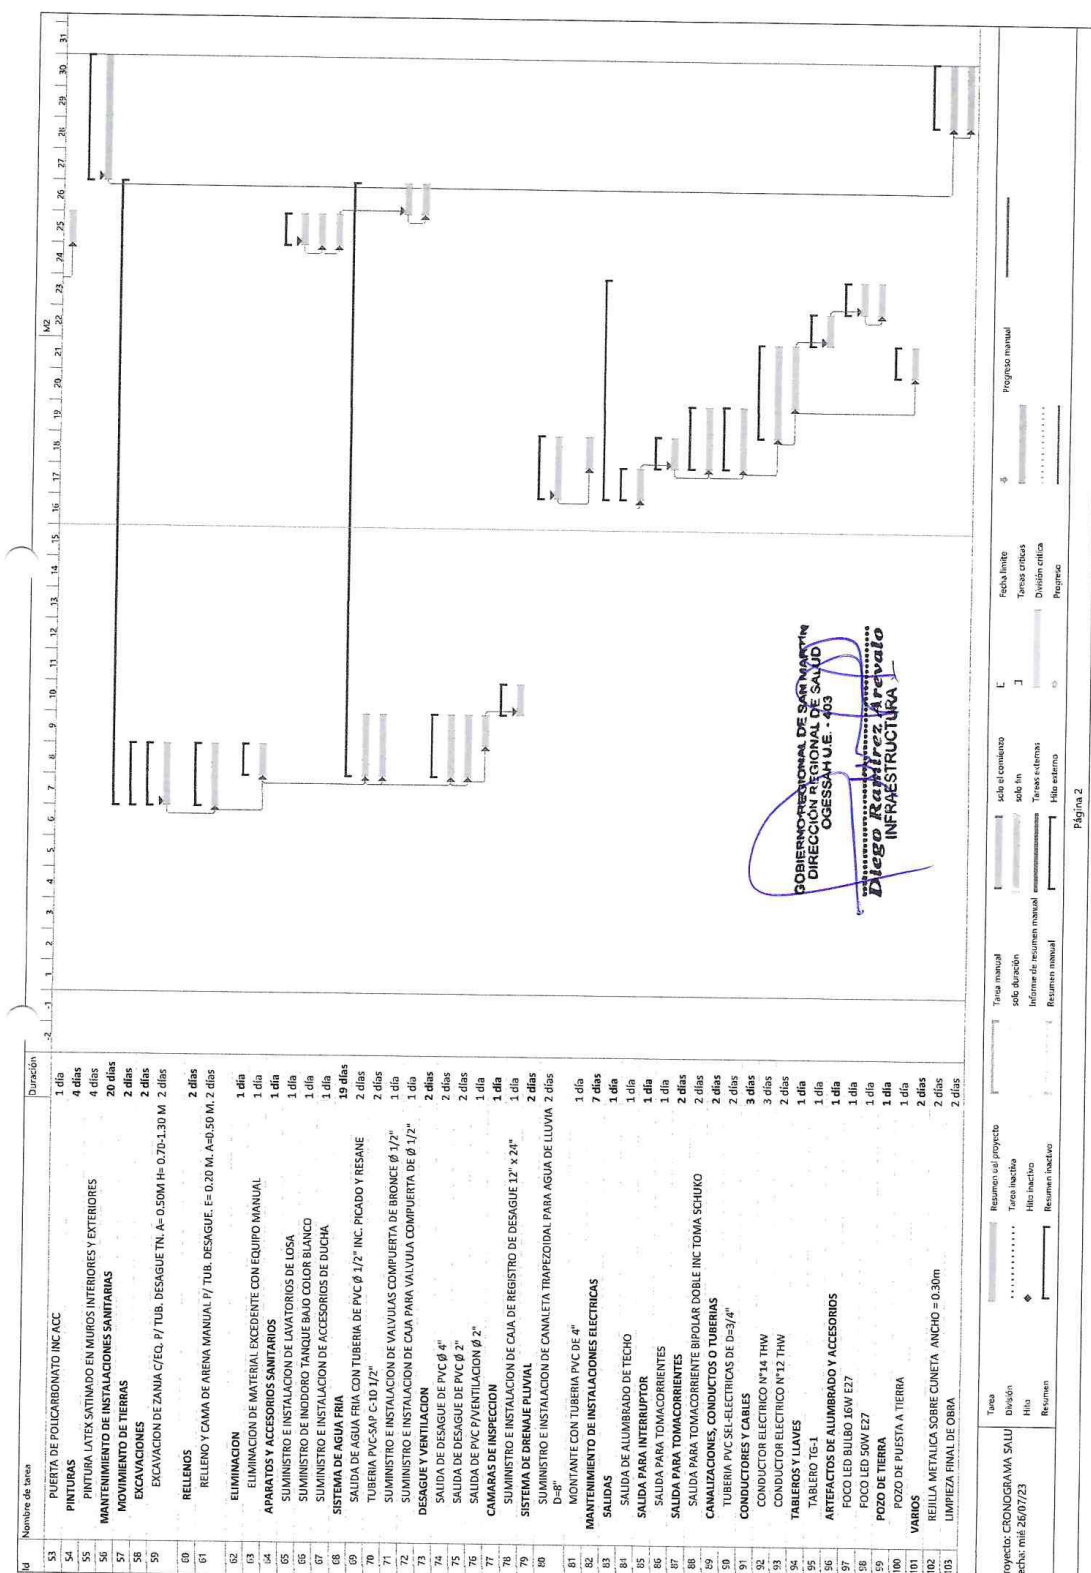 Id Nombre de tarea Duración
53 PUERTA DE POLICARBONATO INC ACC 1 día
54 PINTURAS 4 días
55 PINTURA LATEX SATINADO EN MUROS INTERIORES Y EXTERIORES 4 días
56 MANTENIMIENTO DE INSTALACIONES SANITARIAS 20 días
57 MOVIMIENTO DE TIERRAS 2 días
58 EXCAVACIONES 2 días
59 EXCAVACION DE ZANJA C/EQ. P/ TUB. DESAGUE TN. A= 0.50M H= 0.70-1.30 M 2 días
60 RELLENOS 2 días
61 RELLENO Y CAMA DE ARENA MANUAL P/ TUB. DESAGUE. E= 0.20 M. A=0.50 M. 2 días
62 ELIMINACION 1 día
63 ELIMINACION DE MATERIAL EXCEDENTE CON EQUIPO MANUAL 1 día
64 APARATOS Y ACCESORIOS SANITARIOS 1 día
65 SUMINISTRO E INSTALACION DE LAVATORIOS DE LOSA 1 día
66 SUMINISTRO DE INODORO TANQUE BAJO COLOR BLANCO 1 día
67 SUMINISTRO E INSTALACION DE ACCESORIOS DE DUCHA 1 día
68 SISTEMA DE AGUA FRIA 19 días
69 SALIDA DE AGUA FRIA CON TUBERIA DE PVC Ø 1/2" INC. PICADO Y RESANE 2 días
70 TUBERIA PVC-SAP C-10 1/2" 2 días
71 SUMINISTRO E INSTALACION DE VALVULAS COMPUERTA DE BRONCE Ø 1/2" 1 día
72 SUMINISTRO E INSTALACION DE CAJA PARA VALVULA COMPUERTA DE Ø 1/2" 1 día
73 DESAGUE Y VENTILACION 2 días
74 SALIDA DE DESAGUE DE PVC Ø 4" 2 días
75 SALIDA DE DESAGUE DE PVC Ø 2" 2 días
76 SALIDA DE PVC P/VENTILACION Ø 2" 1 día
77 CAMARAS DE INSPECCION 1 día
78 SUMINISTRO E INSTALACION DE CAJA DE REGISTRO DE DESAGUE 12" x 24" 1 día
79 SISTEMA DE DRENAJE PLUVIAL 2 días
80 SUMINISTRO E INSTALACION DE CANALETA TRAPEZOIDAL PARA AGUA DE LLUVIA 2 días
D=8"
81 MONTANTE CON TUBERIA PVC DE 4" 1 día
82 MANTENIMIENTO DE INSTALACIONES ELECTRICAS 7 días
83 SALIDAS 1 día
84 SALIDA DE ALUMBRADO DE TECHO 1 día
85 SALIDA PARA INTERRUPTOR 1 día
86 SALIDA PARA TOMACORRIENTES 1 día
87 SALIDA PARA TOMACORRIENTES 2 días
88 SALIDA PARA TOMACORRIENTE BIPOLAR DOBLE INC TOMA SCHUKO 2 días
89 CANALIZACIONES, CONDUCTOS O TUBERIAS 2 días
90 TUBERIA PVC SEL-ELECTRICAS DE D=3/4" 2 días
91 CONDUCTORES Y CABLES 3 días
92 CONDUCTOR ELECTRICO N°14 THW 3 días
93 CONDUCTOR ELECTRICO N°12 THW 2 días
94 TABLEROS Y LLAVES 1 día
95 TABLERO TG-1 1 día
96 ARTEFACTOS DE ALUMBRADO Y ACCESORIOS 1 día
97 FOCO LED BULBO 16W E27 1 día
98 FOCO LED 50W E27 1 día
99 POZO DE TIERRA 1 día
100 POZO DE PUESTA A TIERRA 1 día
101 VARIOS 2 días
102 REJILLA METALICA SOBRE CUNETA ANCHO = 0.30m 2 días
103 LIMPIEZA FINAL DE OBRA 2 días
M2
-2 -1 1 2 3 4 5 6 7 8 9 10 11 12 13 14 15 16 17 18 19 20 21 22 23 24 25 26 27 28 29 30 31
GOBIERNO REGIONAL DE SAN MARTIN
DIRECCIÓN REGIONAL DE SALUD
OGESSAH U.E. - 403
Diego Ramírez Arévalo
INFRAESTRUCTURA
royecto: CRONOGRAMA SALU
echa: mié 26/07/23
Tarea
División
Hito
Resumen
Resumen del proyecto
Tarea inactiva
Hito inactivo
Resumen inactivo
Tarea manual
solo duración
Informe de resumen manual
Resumen manual
solo el comienzo
solo fin
Tareas externas
Hito externo
Fecha límite
Tareas críticas
División crítica
Progreso
Progreso manual
Página 2